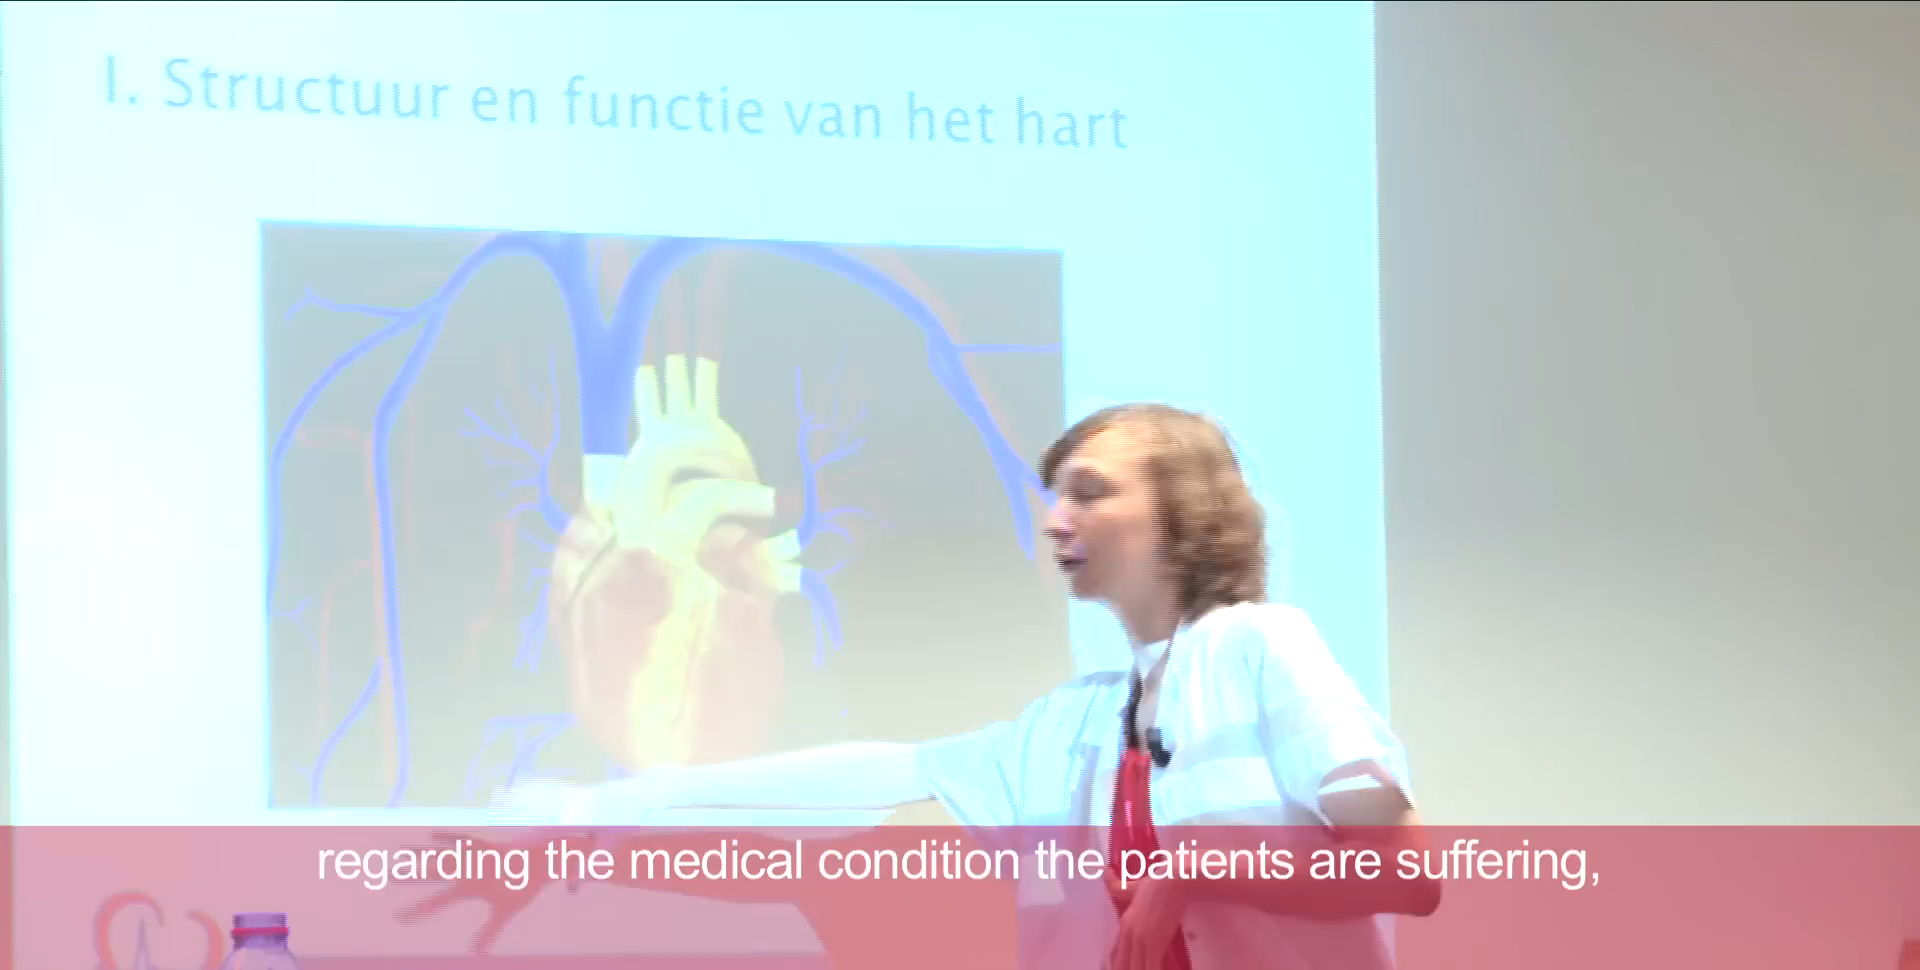 I. Structuur en functie van het hart
regarding the medical condition the patients are suffering,